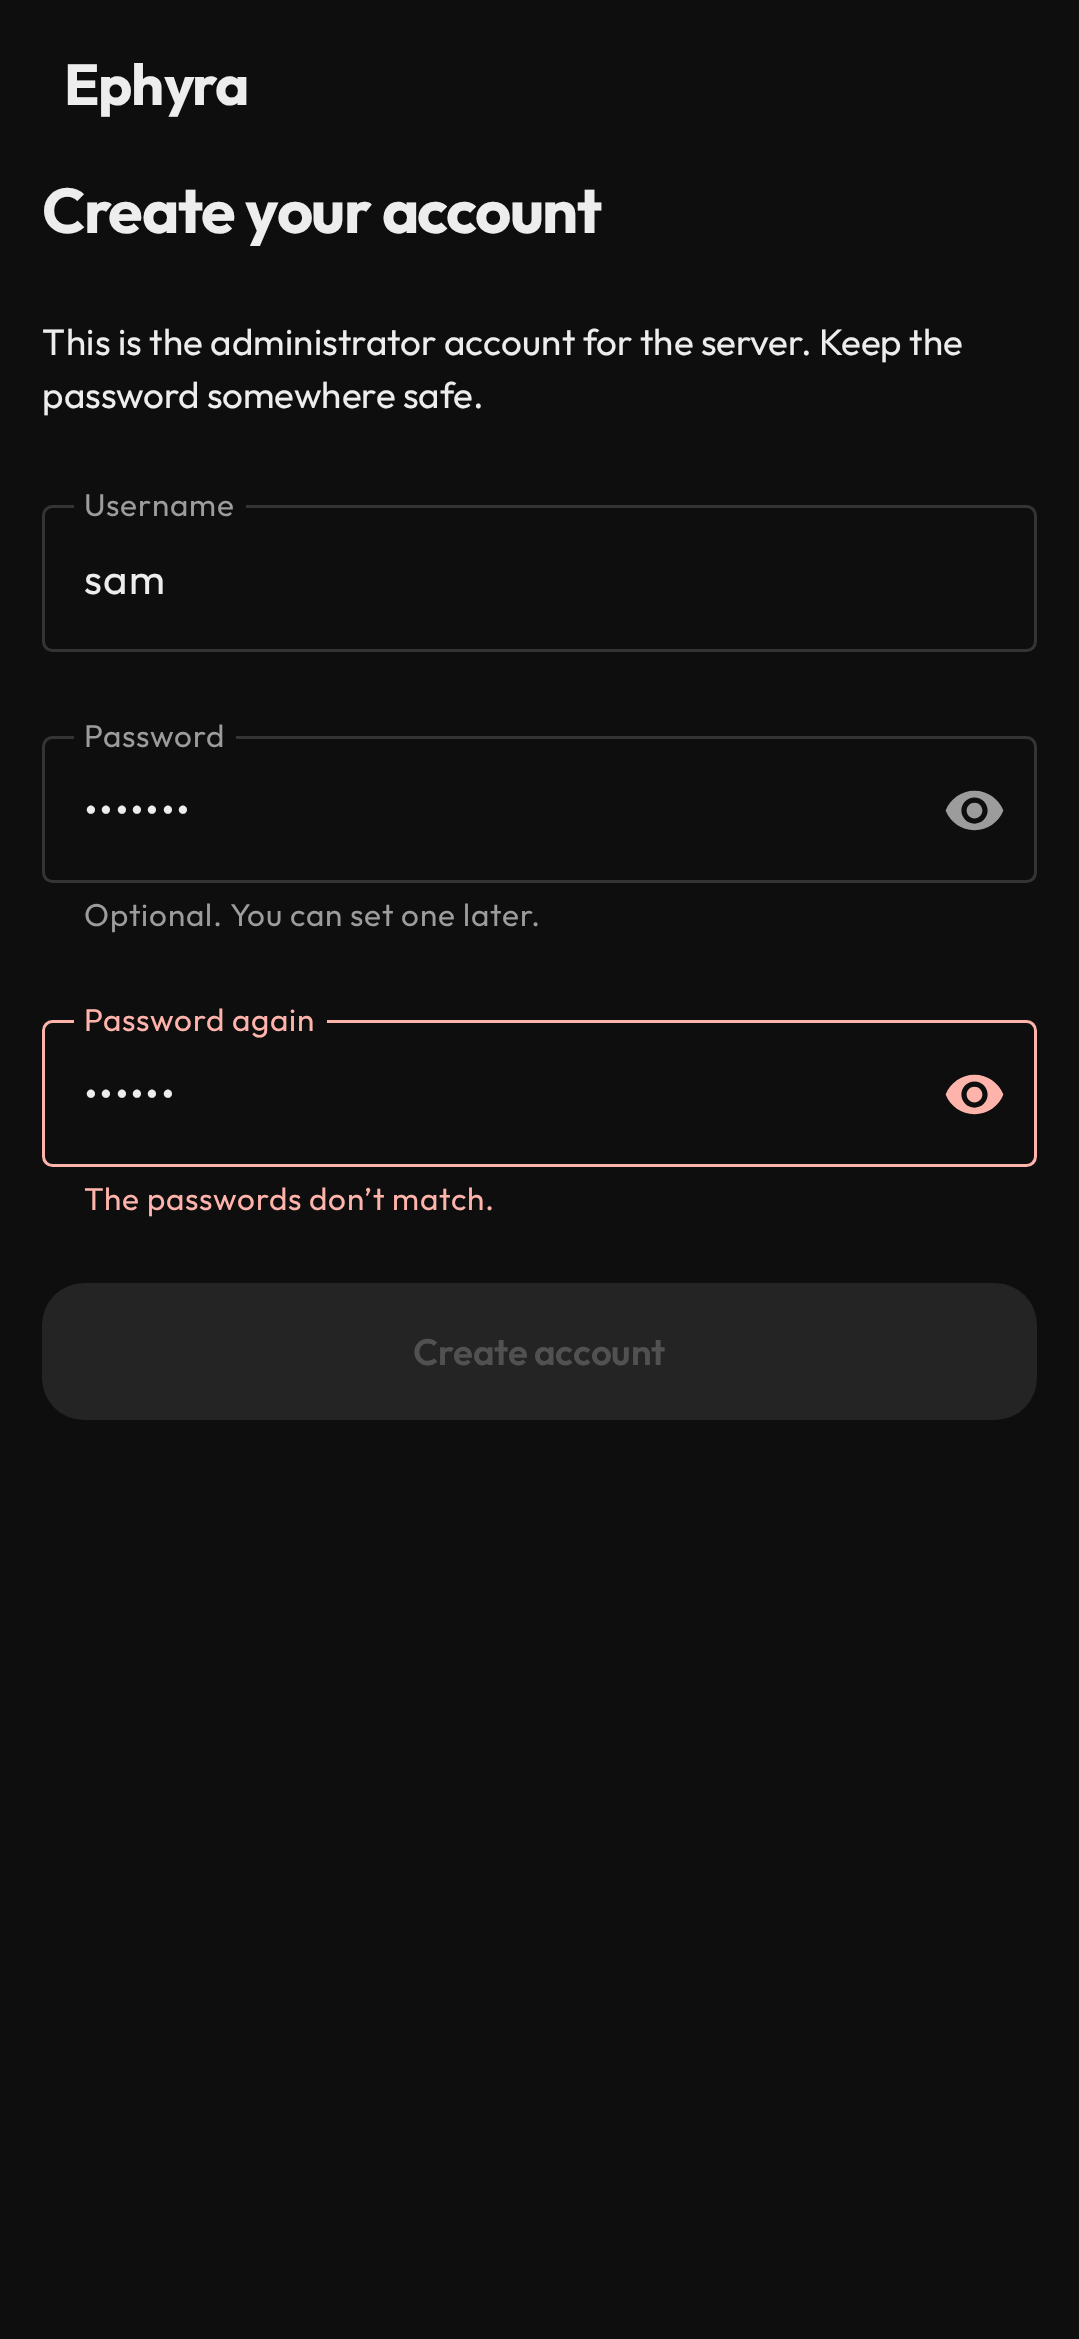 Ephyra
Create your account
This is the administrator account for the server. Keep the
password somewhere safe.
Username
sam
Password
•••••••
Optional. You can set one later.
Password again
••••••
The passwords don’t match.
Create account